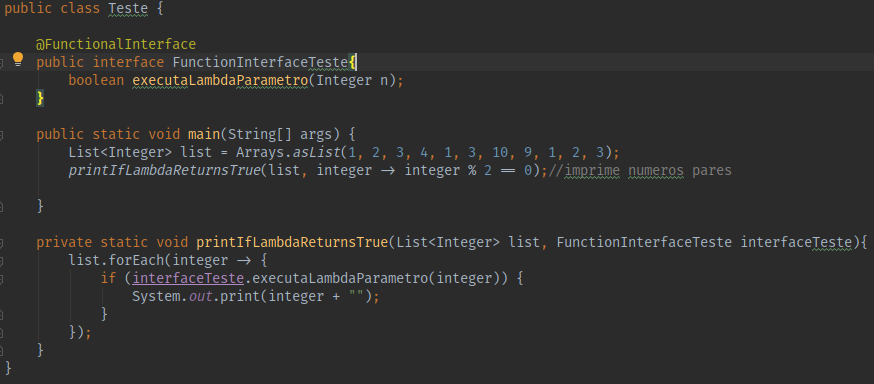 public class Teste {
@FunctionalInterface
public interface FunctionInterfaceTeste{
boolean executaLambdaParametro(Integer n);
}
public static void main(String[] args) {
List<Integer> list = Arrays.asList(1, 2, 3, 4, 1, 3, 10, 9, 1, 2, 3);
printIfLambdaReturnsTrue(list, integer -> integer % 2 == 0);//imprime numeros pares
}
private static void printIfLambdaReturnsTrue(List<Integer> list, FunctionInterfaceTeste interfaceTeste){
list.forEach(integer -> {
if (interfaceTeste.executaLambdaParametro(integer)) {
System.out.print(integer + "");
}
});
}
}